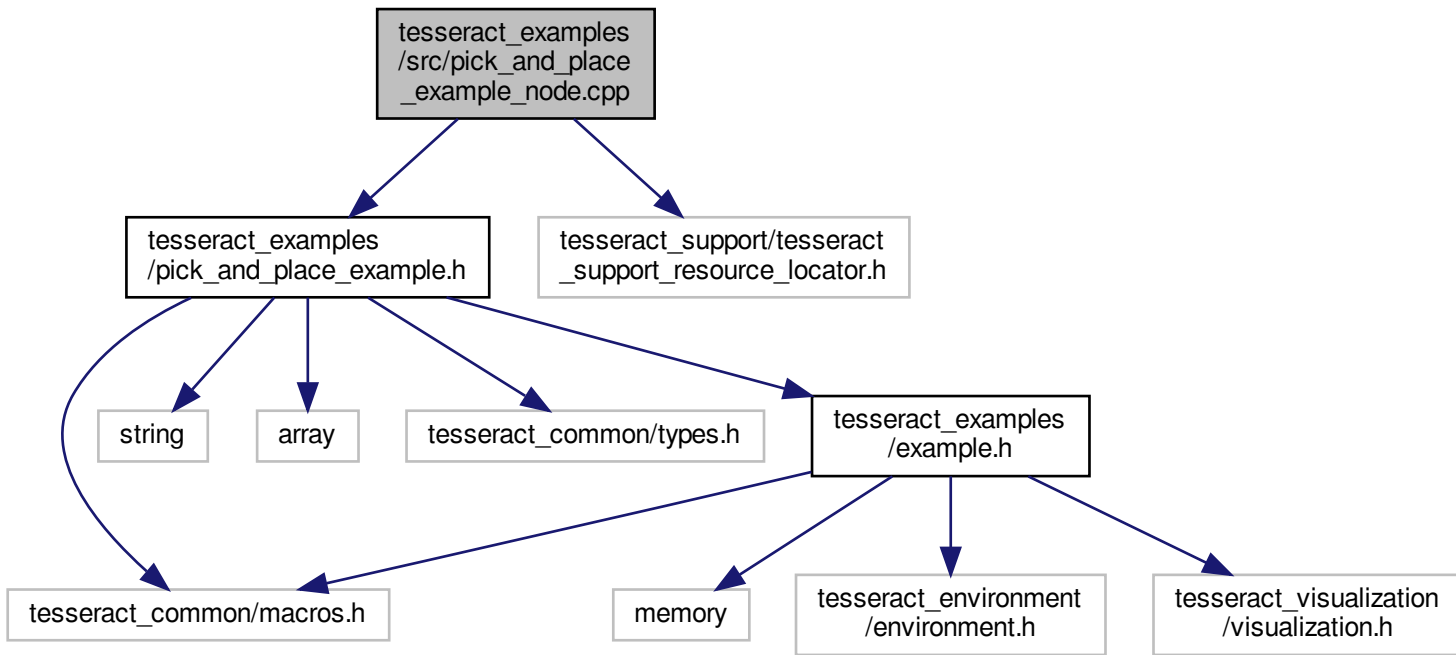 tesseract_examples
/src/pick_and_place
_example_node.cpp
tesseract_examples
/pick_and_place_example.h
tesseract_support/tesseract
_support_resource_locator.h
string
array
tesseract_common/types.h
tesseract_examples
/example.h
tesseract_common/macros.h
memory
tesseract_environment
/environment.h
tesseract_visualization
/visualization.h